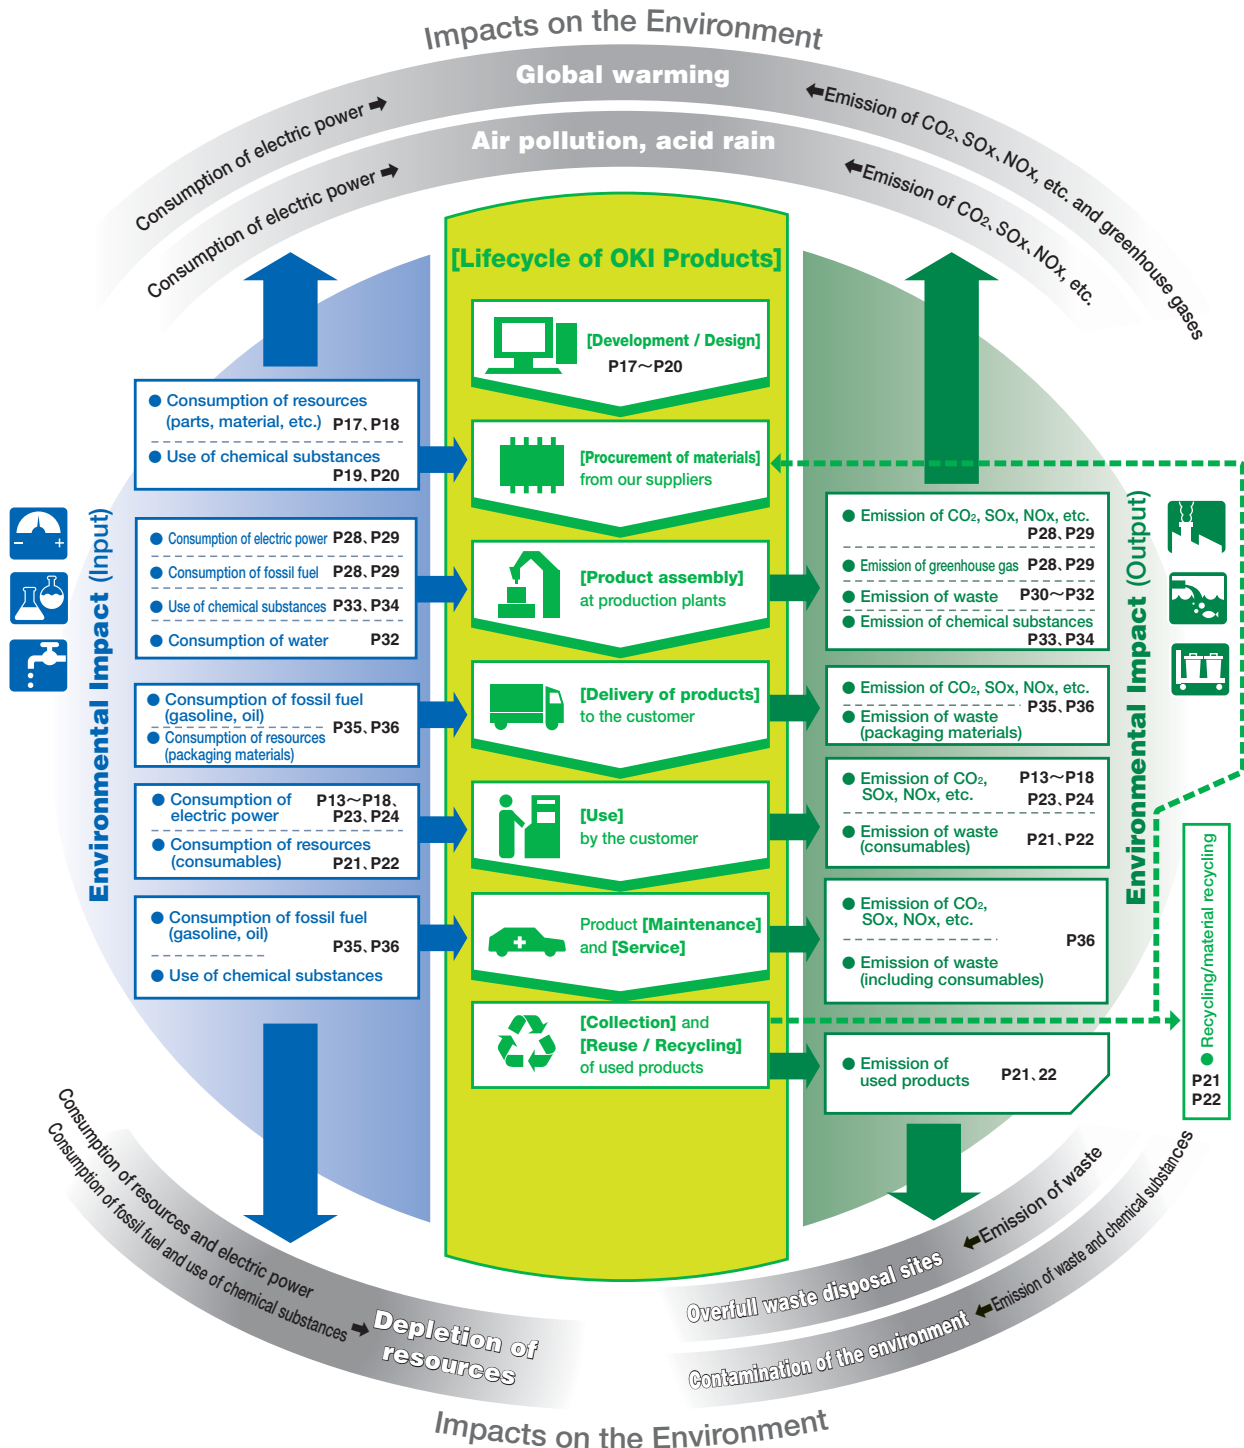 Impacts on the Environment
Global warming
Consumption of electric power
Emission of CO₂、SOx、NOx, etc. and greenhouse gases
Air pollution, acid rain
Consumption of electric power
Emission of CO₂、SOx、NOx, etc.
[Lifecycle of OKI Products]
[Development / Design]
P17～P20
[Procurement of materials]
from our suppliers
[Product assembly]
at production plants
[Delivery of products]
to the customer
[Use]
by the customer
Product [Maintenance]
and [Service]
[Collection] and
[Reuse / Recycling]
of used products
Environmental Impact (Input)
● Consumption of resources
(parts, material, etc.) P17、P18
● Use of chemical substances
P19、P20
● Consumption of electric power P28、P29
● Consumption of fossil fuel P28、P29
● Use of chemical substances P33、P34
● Consumption of water P32
● Consumption of fossil fuel
(gasoline, oil)
P35、P36
● Consumption of resources
(packaging materials)
● Consumption of P13～P18、
electric power P23、P24
● Consumption of resources
(consumables) P21、P22
● Consumption of fossil fuel
(gasoline, oil)
P35、P36
● Use of chemical substances
Environmental Impact (Output)
● Emission of CO₂, SOx, NOx, etc.
P28、P29
● Emission of greenhouse gas P28、P29
● Emission of waste P30～P32
● Emission of chemical substances
P33、P34
● Emission of CO₂, SOx, NOx, etc.
P35、P36
● Emission of waste
(packaging materials)
● Emission of CO₂, P13～P18
SOx, NOx, etc. P23、P24
● Emission of waste
(consumables) P21、P22
● Emission of CO₂,
SOx, NOx, etc.
P36
● Emission of waste
(including consumables)
● Emission of
used products P21、22
● Recycling/material recycling
P21
P22
Consumption of resources and electric power
Consumption of fossil fuel and use of chemical substances
Depletion of
resources
Emission of waste
Overfull waste disposal sites
Emission of waste and chemical substances
Contamination of the environment
Impacts on the Environment